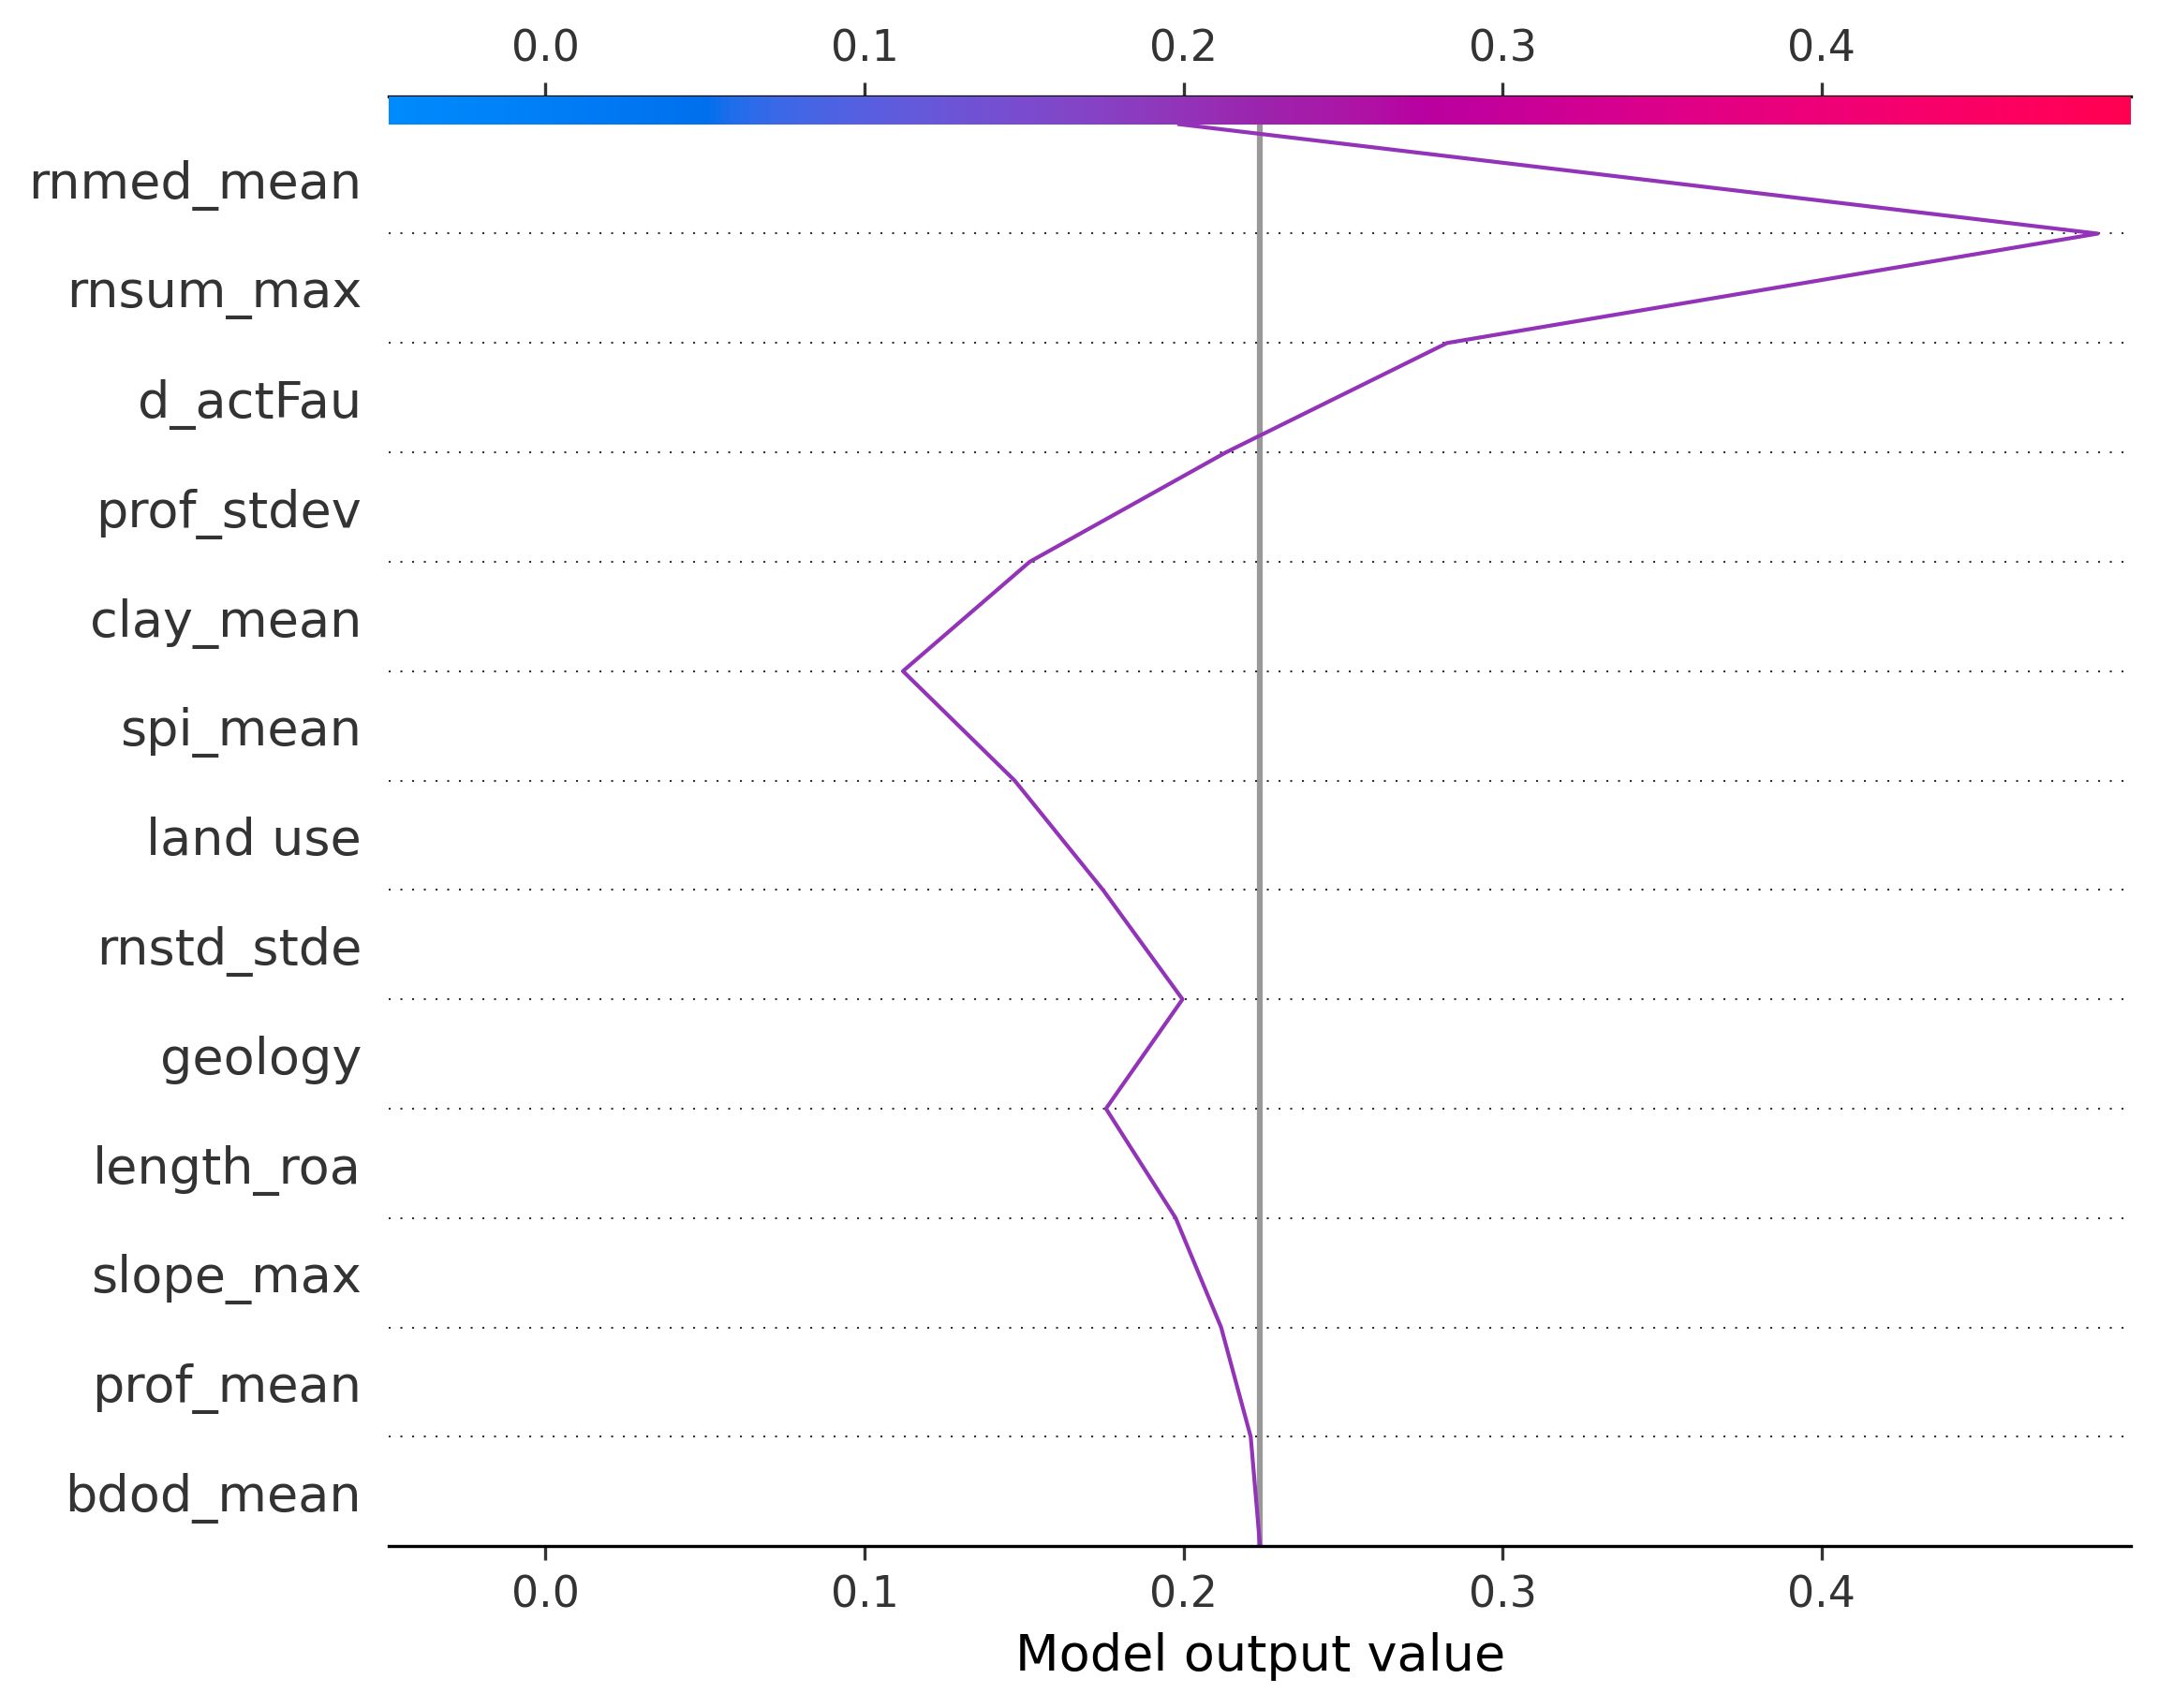 0.0 0.1 0.2 0.3 0.4
rnmed_mean
rnsum_max
d_actFau
prof_stdev
clay_mean
spi_mean
land use
rnstd_stde
geology
length_roa
slope_max
prof_mean
bdod_mean
0.0 0.1 0.2 0.3 0.4
Model output value